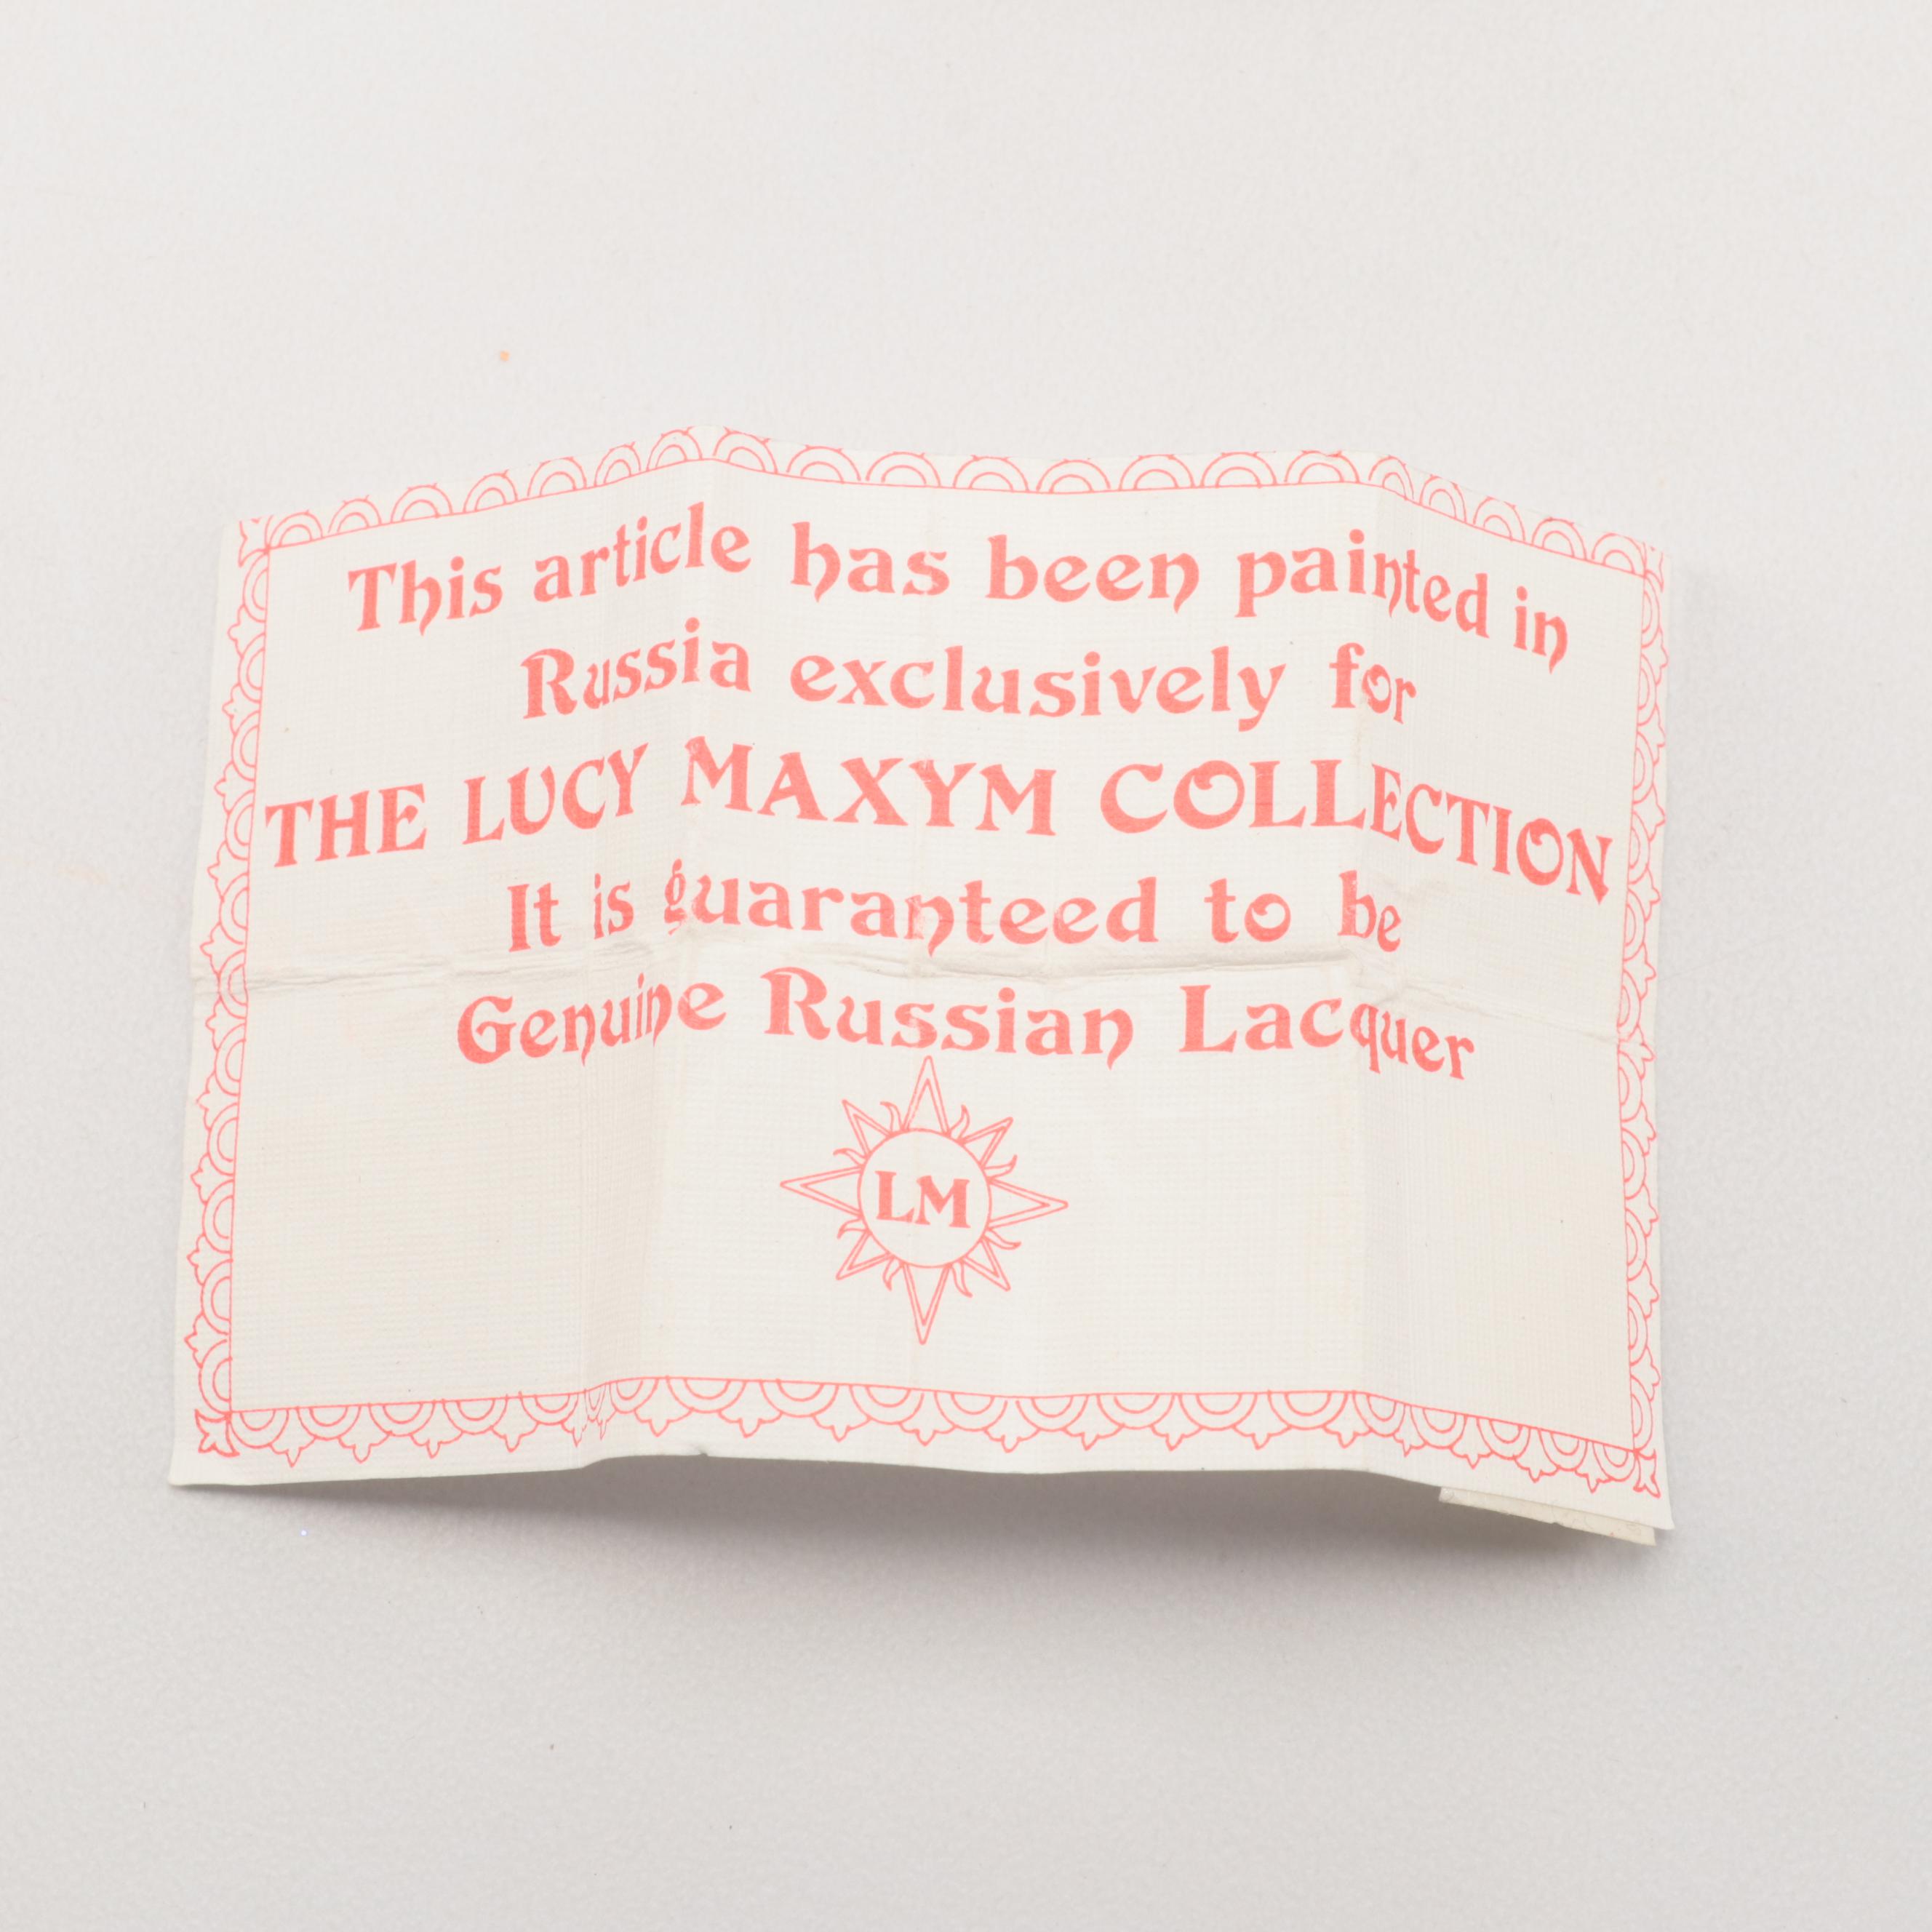 This article has been painted in
Russia exclusively for
THE LUCY MAXYM COLLECTION
It is guaranteed to be
Genuine Russian Lacquer
LM